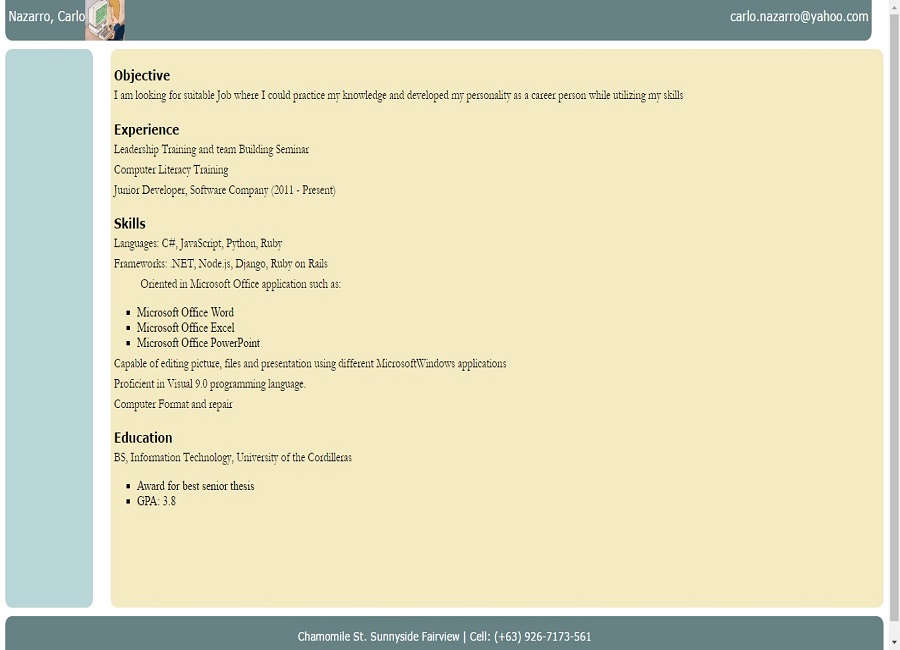 Nazarro, Carlo
carlo.nazarro@yahoo.com
Objective
I am looking for suitable Job where I could practice my knowledge and developed my personality as a career person while utilizing my skills
Experience
Leadership Training and team Building Seminar
Computer Literacy Training
Junior Developer, Software Company (2011 - Present)
Skills
Languages: C#, JavaScript, Python, Ruby
Frameworks: .NET, Node.js, Django, Ruby on Rails
Oriented in Microsoft Office application such as:
Microsoft Office Word
Microsoft Office Excel
Microsoft Office PowerPoint
Capable of editing picture, files and presentation using different MicrosoftWindows applications
Proficient in Visual 9.0 programming language.
Computer Format and repair
Education
BS, Information Technology, University of the Cordilleras
Award for best senior thesis
GPA: 3.8
Chamomile St. Sunnyside Fairview | Cell: (+63) 926-7173-561